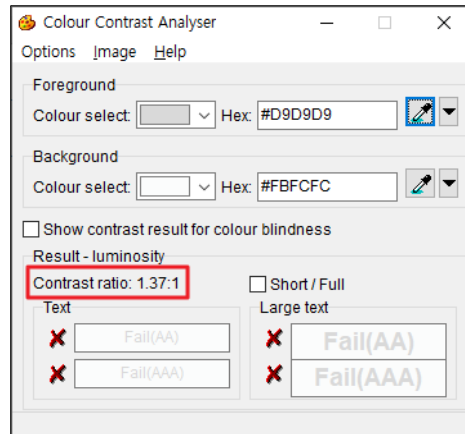 Colour Contrast Analyser
Options Image Help
Foreground
Colour select: Hex: #D9D9D9
Background
Colour select: Hex: #FBFCFC
Show contrast result for colour blindness
Result - luminosity
Contrast ratio: 1.37:1 Short / Full
Text
Fail(AA)
Fail(AAA)
Large text
Fail(AA)
Fail(AAA)